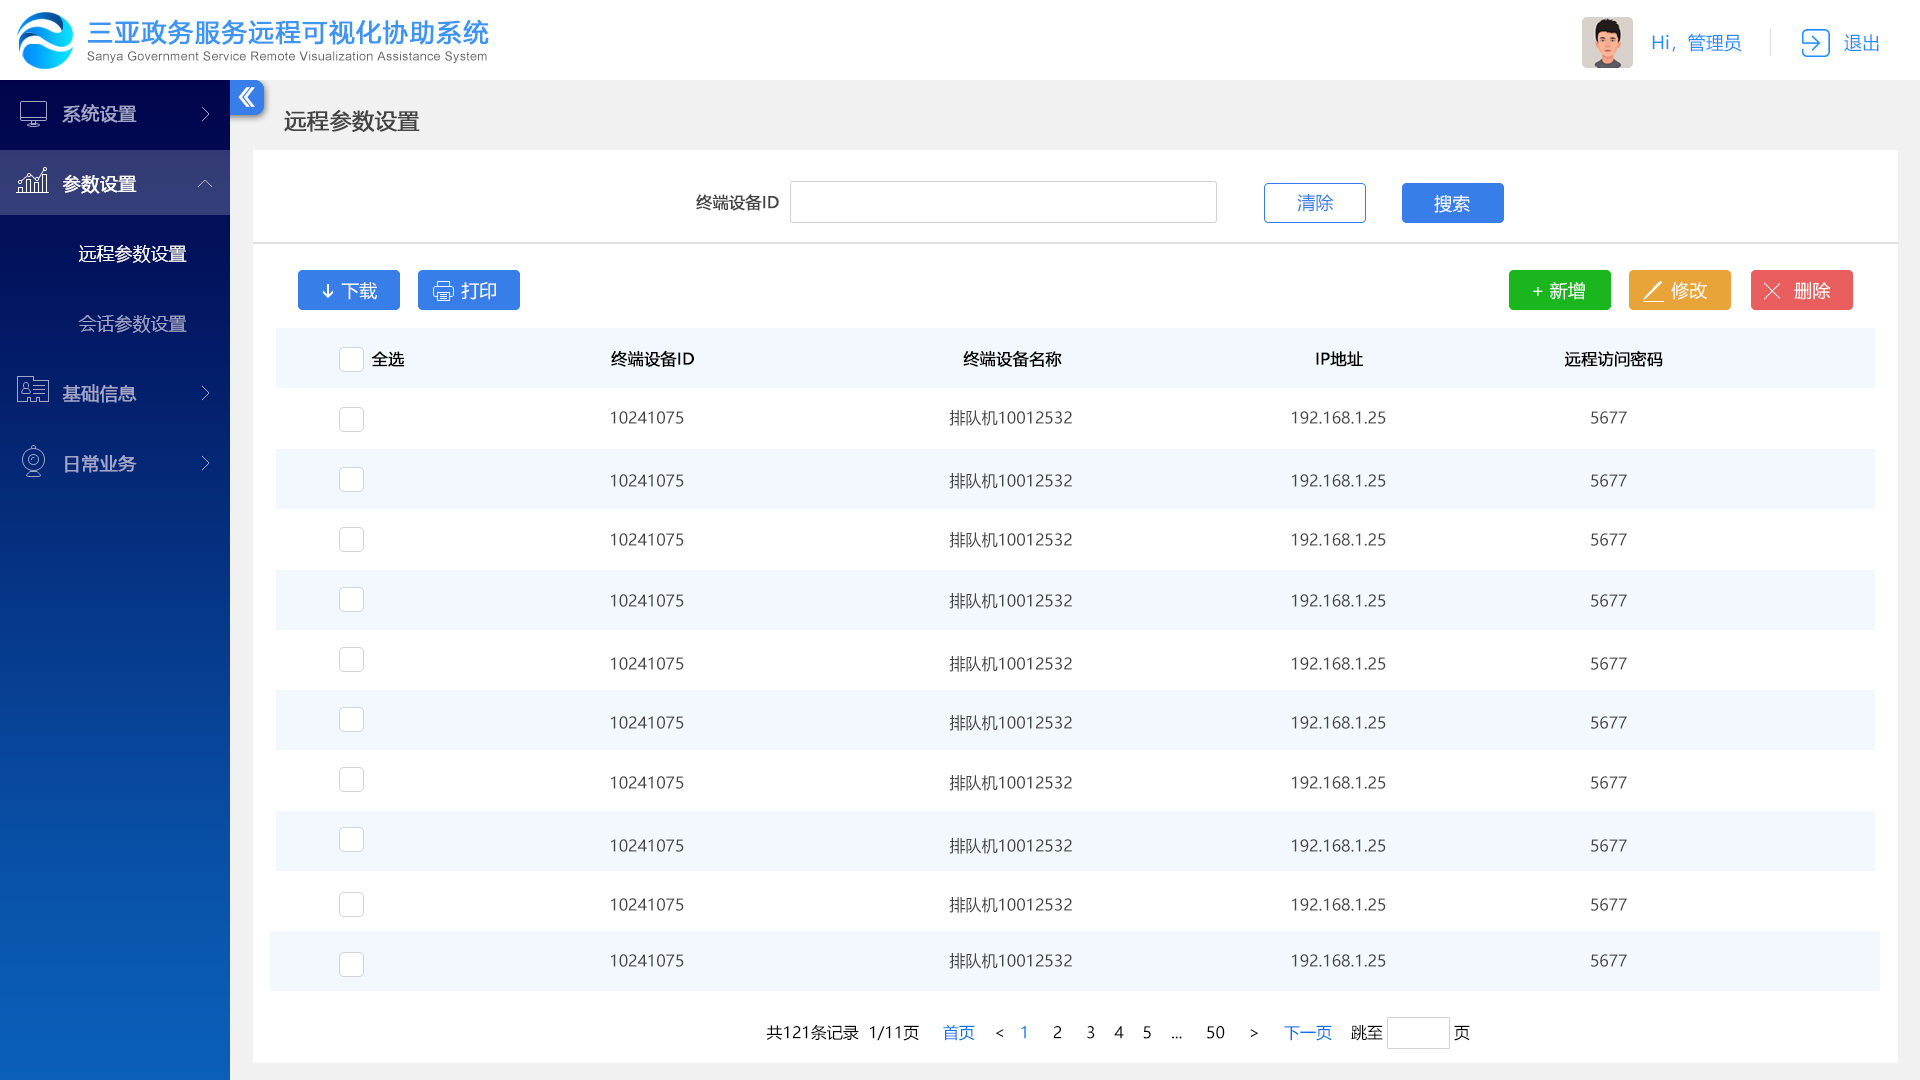 三亚政务服务远程可视化协助系统
Sanya Government Service Remote Visualization Assistance System
Hi，管理员
退出
系统设置
参数设置
远程参数设置
会话参数设置
基础信息
日常业务
远程参数设置
终端设备ID
清除
搜索
下载
打印
+ 新增
修改
删除
全选 终端设备ID 终端设备名称 IP地址 远程访问密码
10241075 排队机10012532 192.168.1.25 5677
10241075 排队机10012532 192.168.1.25 5677
10241075 排队机10012532 192.168.1.25 5677
10241075 排队机10012532 192.168.1.25 5677
10241075 排队机10012532 192.168.1.25 5677
10241075 排队机10012532 192.168.1.25 5677
10241075 排队机10012532 192.168.1.25 5677
10241075 排队机10012532 192.168.1.25 5677
10241075 排队机10012532 192.168.1.25 5677
10241075 排队机10012532 192.168.1.25 5677
共121条记录 1/11页 首页 < 1 2 3 4 5 ... 50 > 下一页 跳至 页